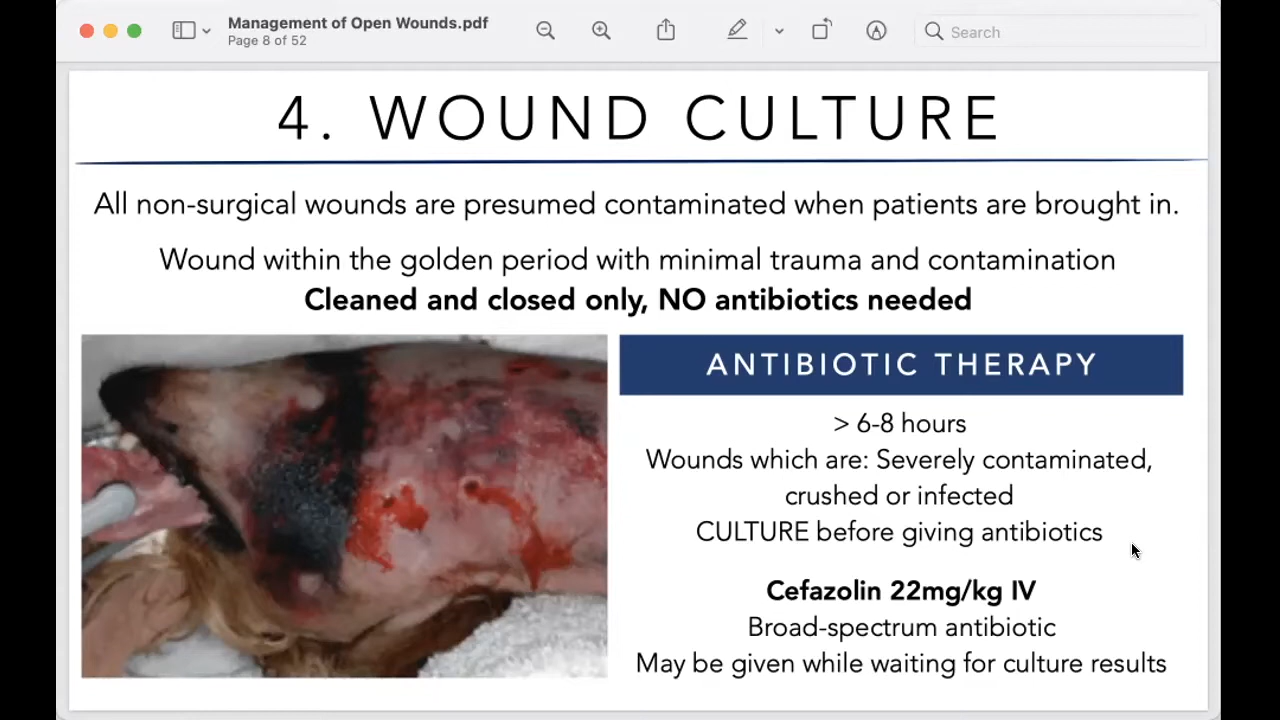 Management of Open Wounds.pdf
Page 8 of 52
Search
4. WOUND CULTURE
All non-surgical wounds are presumed contaminated when patients are brought in.
Wound within the golden period with minimal trauma and contamination
Cleaned and closed only, NO antibiotics needed
ANTIBIOTIC THERAPY
> 6-8 hours
Wounds which are: Severely contaminated,
crushed or infected
CULTURE before giving antibiotics
Cefazolin 22mg/kg IV
Broad-spectrum antibiotic
May be given while waiting for culture results